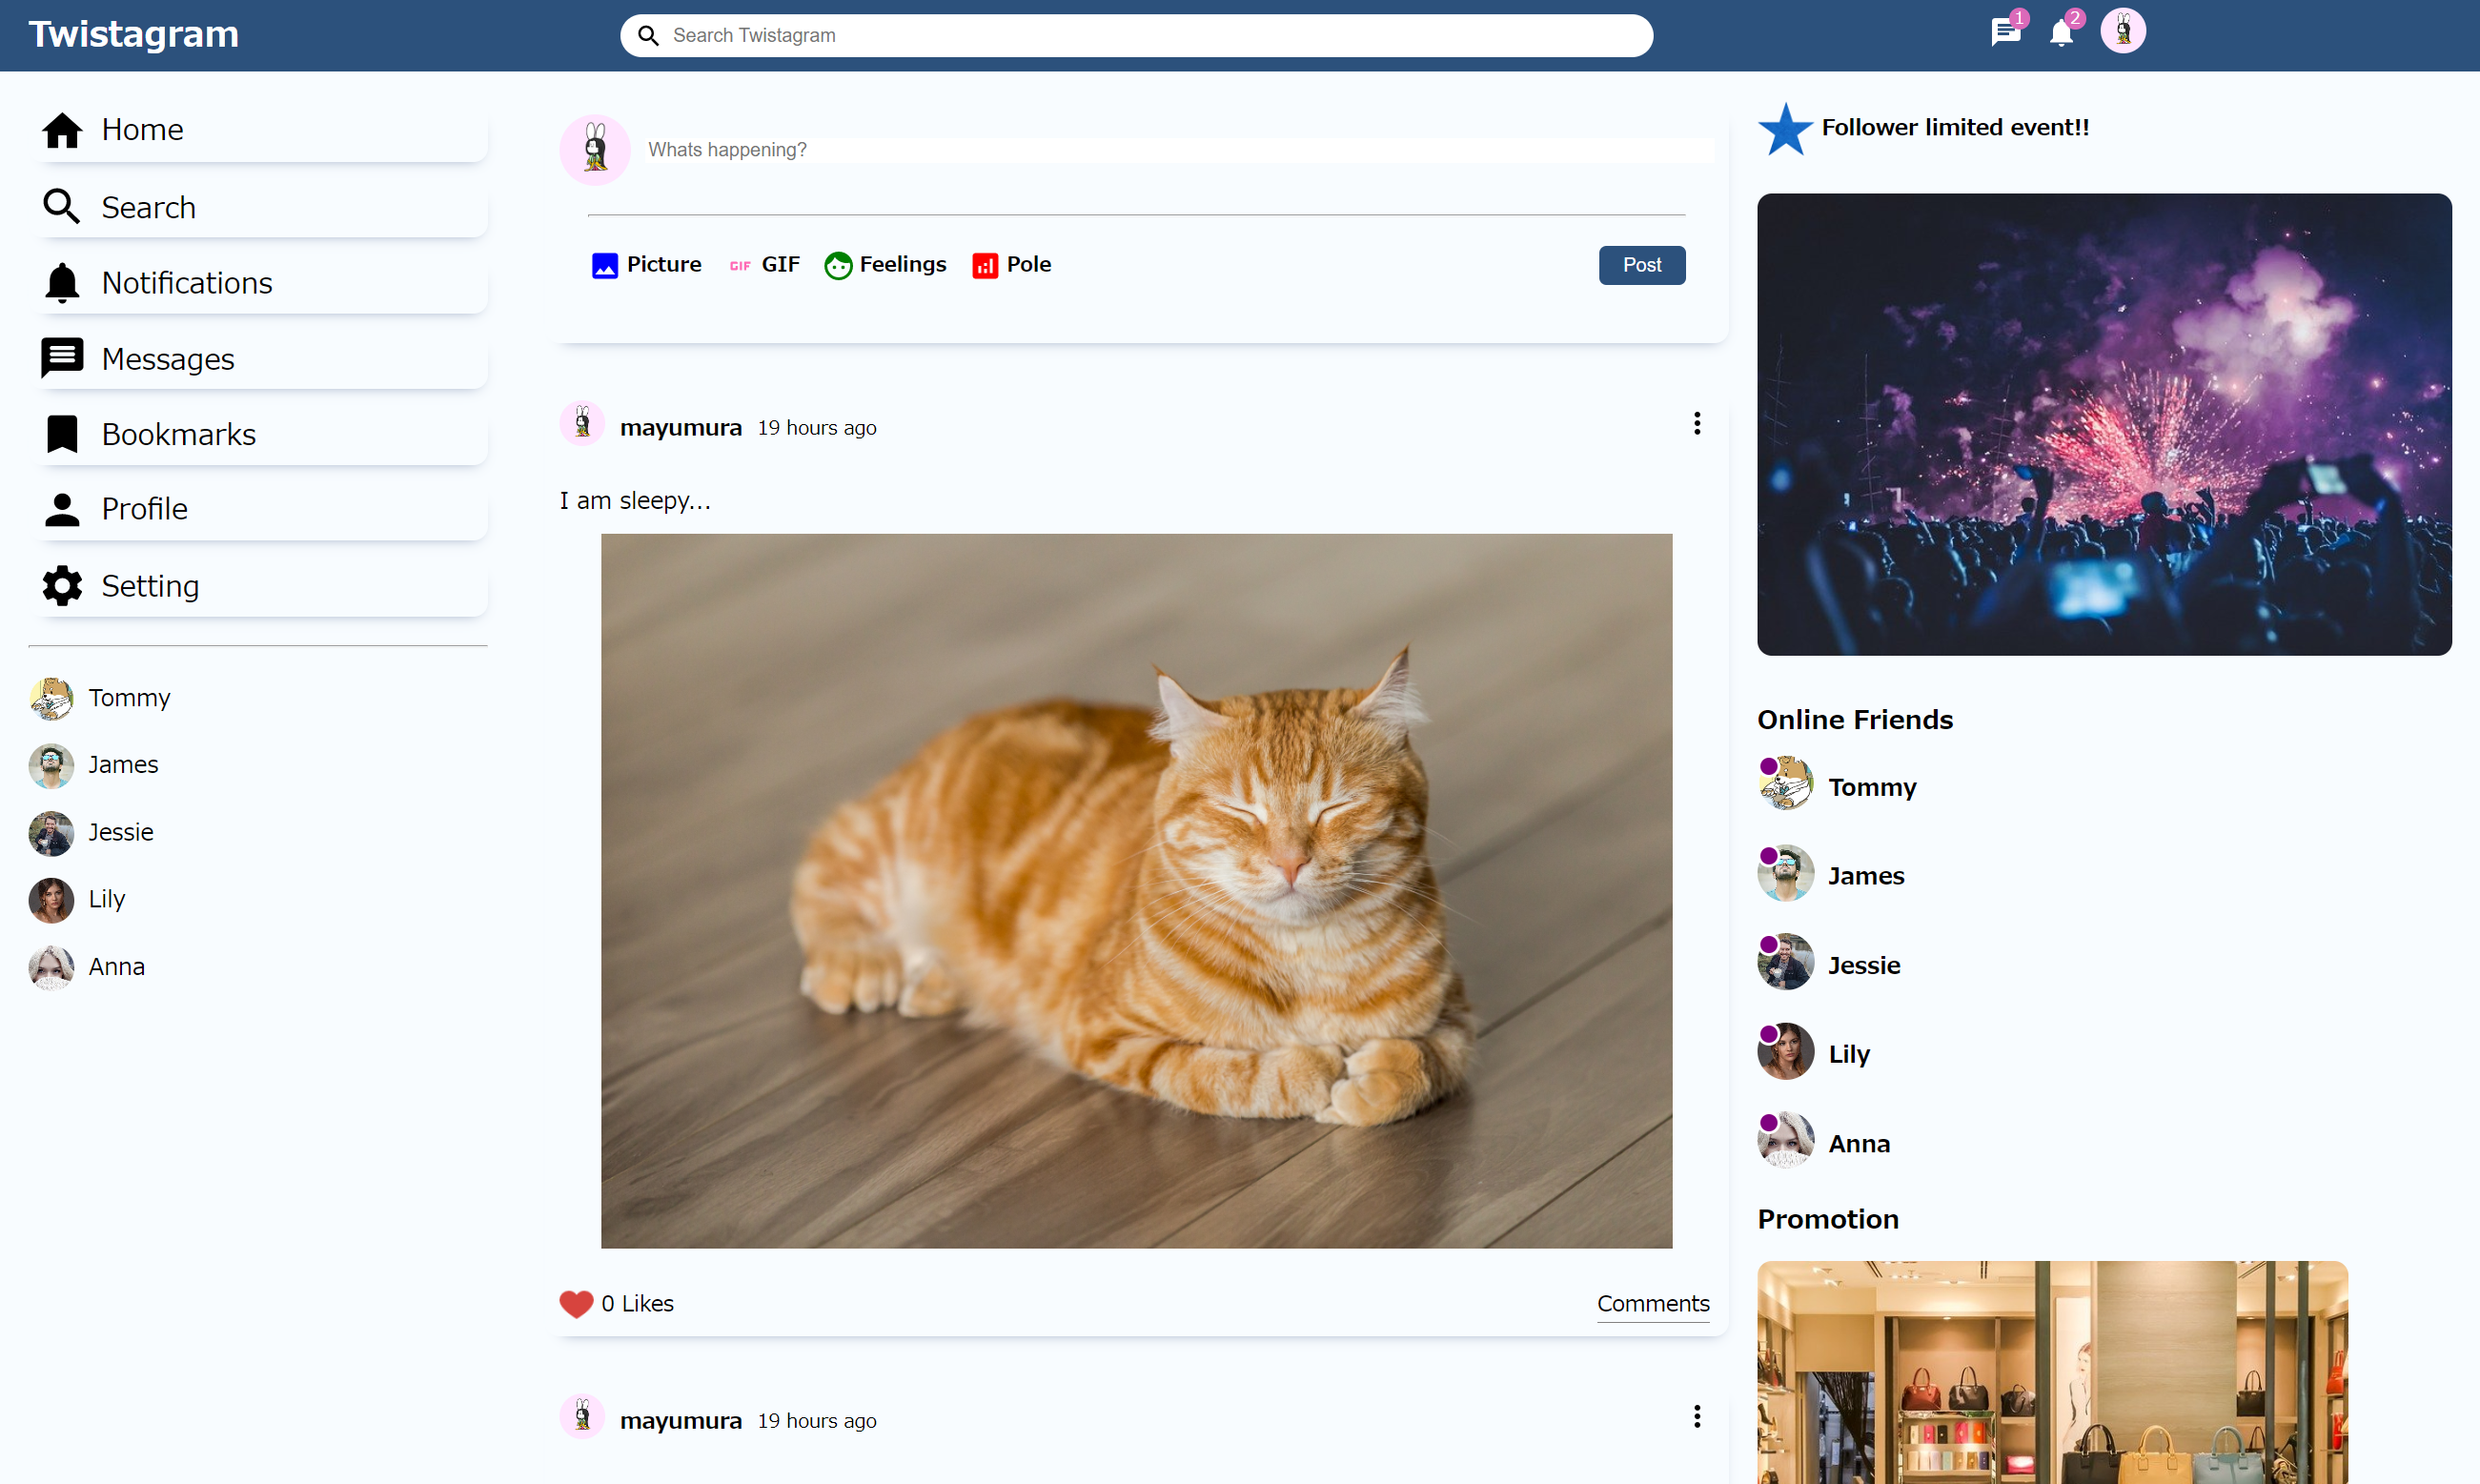 Twistagram
Search Twistagram
1
2
Home
Search
Notifications
Messages
Bookmarks
Profile
Setting
Tommy
James
Jessie
Lily
Anna
Whats happening?
Picture GIF GIF Feelings Pole
Post
mayumura 19 hours ago
I am sleepy...
0 Likes
Comments
mayumura 19 hours ago
Follower limited event!!
Online Friends
Tommy
James
Jessie
Lily
Anna
Promotion